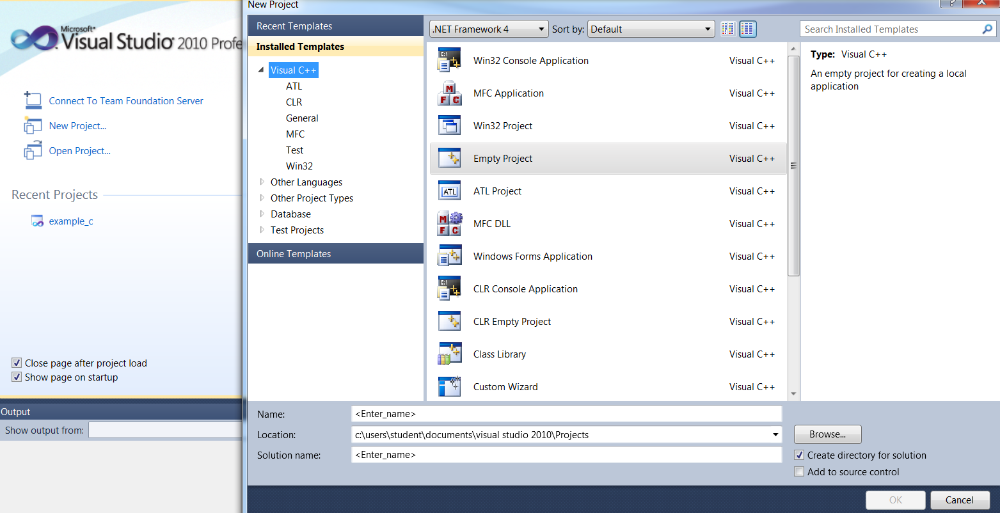 Microsoft®
Visual Studio® 2010 Profe
Connect To Team Foundation Server
New Project...
Open Project...
Recent Projects
example_c
Close page after project load
Show page on startup
Output
Show output from:
New Project
?
X
Recent Templates
Installed Templates
Visual C++
ATL
CLR
General
MFC
Test
Win32
Other Languages
Other Project Types
Database
Test Projects
Online Templates
.NET Framework 4
Sort by:
Default
Search Installed Templates
C:\
Win32 Console Application
Visual C++
M
F C
MFC Application
Visual C++
Win32 Project
Visual C++
Empty Project
Visual C++
ATL
ATL Project
Visual C++
M
F C
MFC DLL
Visual C++
Windows Forms Application
Visual C++
C:\
CLR Console Application
Visual C++
CLR Empty Project
Visual C++
Class Library
Visual C++
Custom Wizard
Visual C++
Type: Visual C++
An empty project for creating a local
application
Name:
<Enter_name>
Location:
c:\users\student\documents\visual studio 2010\Projects
Browse...
Solution name:
<Enter_name>
Create directory for solution
Add to source control
OK
Cancel